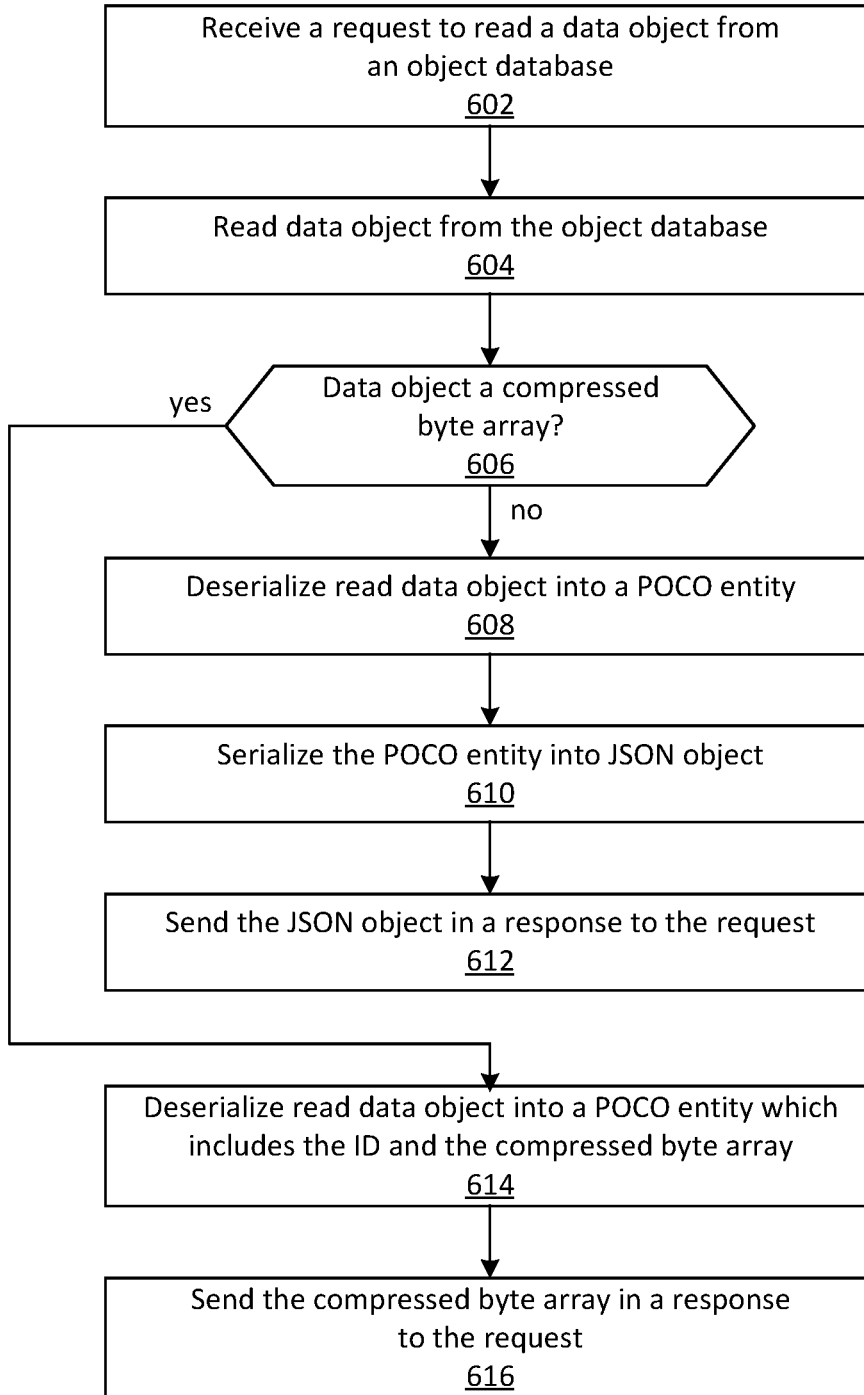 Receive a request to read a data object from
an object database
602
Read data object from the object database
604
Data object a compressed
byte array?
606
yes
no
Deserialize read data object into a POCO entity
608
Serialize the POCO entity into JSON object
610
Send the JSON object in a response to the request
612
Deserialize read data object into a POCO entity which
includes the ID and the compressed byte array
614
Send the compressed byte array in a response
to the request
616